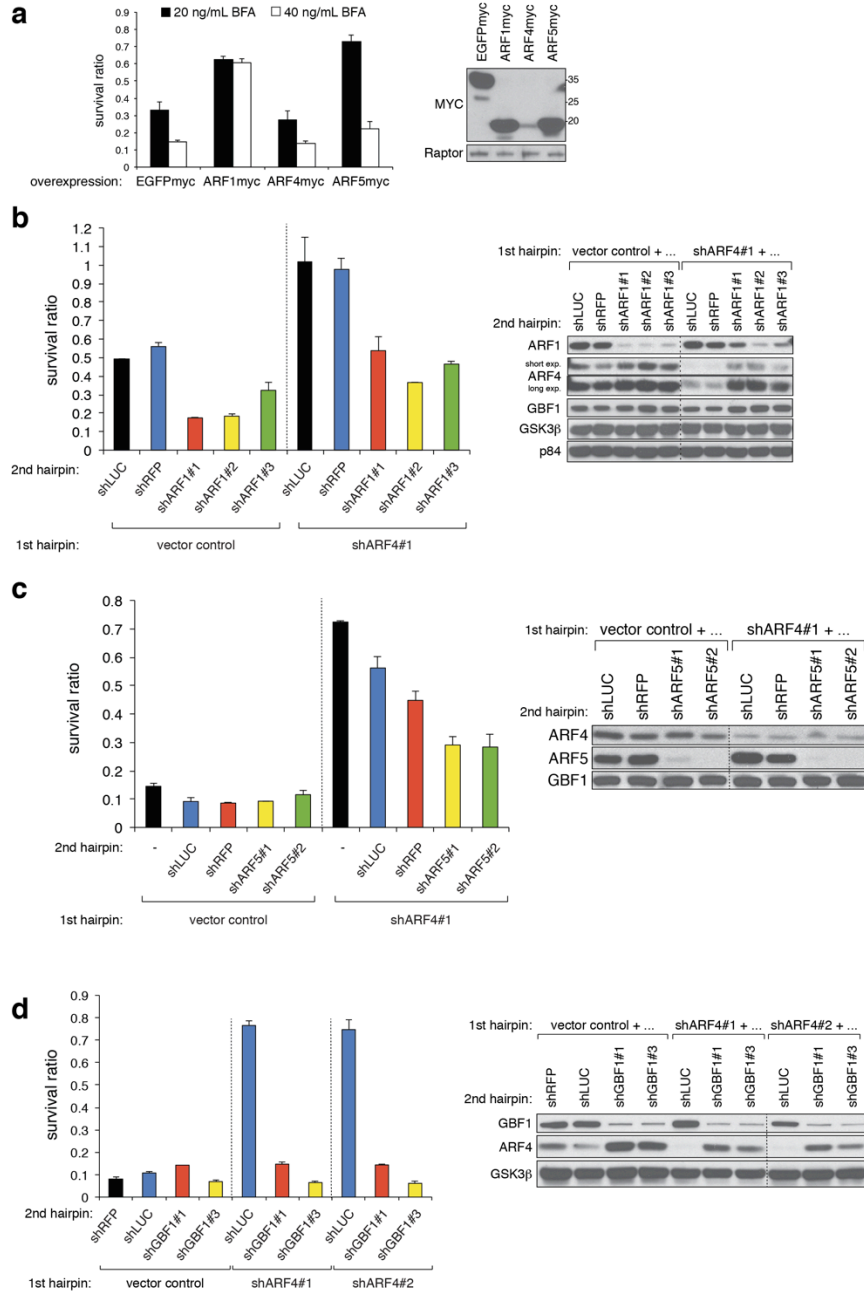 a
20 ng/mL BFA 40 ng/mL BFA
survival ratio
0.9
0.8
0.7
0.6
0.5
0.4
0.3
0.2
0.1
0
overexpression: EGFPmyc ARF1myc ARF4myc ARF5myc
EGFPmyc ARF1myc ARF4myc ARF5myc
MYC
35
25
20
Raptor
b
survival ratio
1.2
1.1
1
0.9
0.8
0.7
0.6
0.5
0.4
0.3
0.2
0.1
0
2nd hairpin: shLUC shRFP shARF1#1 shARF1#2 shARF1#3 shLUC shRFP shARF1#1 shARF1#2 shARF1#3
1st hairpin: vector control shARF4#1
1st hairpin: vector control + ... shARF4#1 + ...
2nd hairpin: shLUC shRFP shARF1#1 shARF1#2 shARF1#3 shLUC shRFP shARF1#1 shARF1#2 shARF1#3
ARF1
short exp.
ARF4
long exp.
GBF1
GSK3β
p84
c
survival ratio
0.8
0.7
0.6
0.5
0.4
0.3
0.2
0.1
0
2nd hairpin: - shLUC shRFP shARF5#1 shARF5#2 - shLUC shRFP shARF5#1 shARF5#2
1st hairpin: vector control shARF4#1
1st hairpin: vector control + ... shARF4#1 + ...
2nd hairpin: shLUC shRFP shARF5#1 shARF5#2 shLUC shRFP shARF5#1 shARF5#2
ARF4
ARF5
GBF1
d
survival ratio
0.9
0.8
0.7
0.6
0.5
0.4
0.3
0.2
0.1
0
2nd hairpin: shRFP shLUC shGBF1#1 shGBF1#3 shLUC shGBF1#1 shGBF1#3 shLUC shGBF1#1 shGBF1#3
1st hairpin: vector control shARF4#1 shARF4#2
1st hairpin: vector control + ... shARF4#1 + ... shARF4#2 + ...
2nd hairpin: shRFP shLUC shGBF1#1 shGBF1#3 shLUC shGBF1#1 shGBF1#3 shLUC shGBF1#1 shGBF1#3
GBF1
ARF4
GSK3β